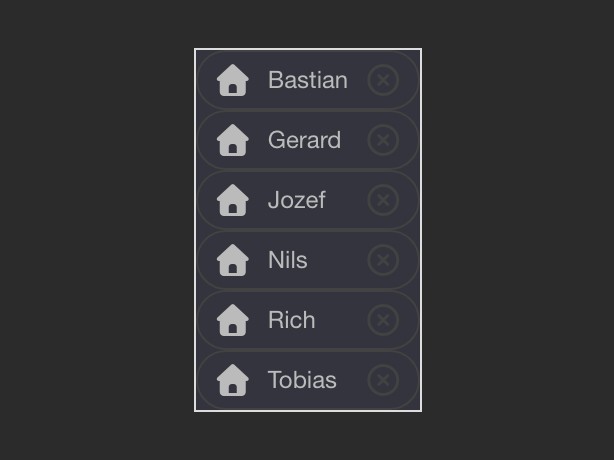 Bastian
Gerard
Jozef
Nils
Rich
Tobias